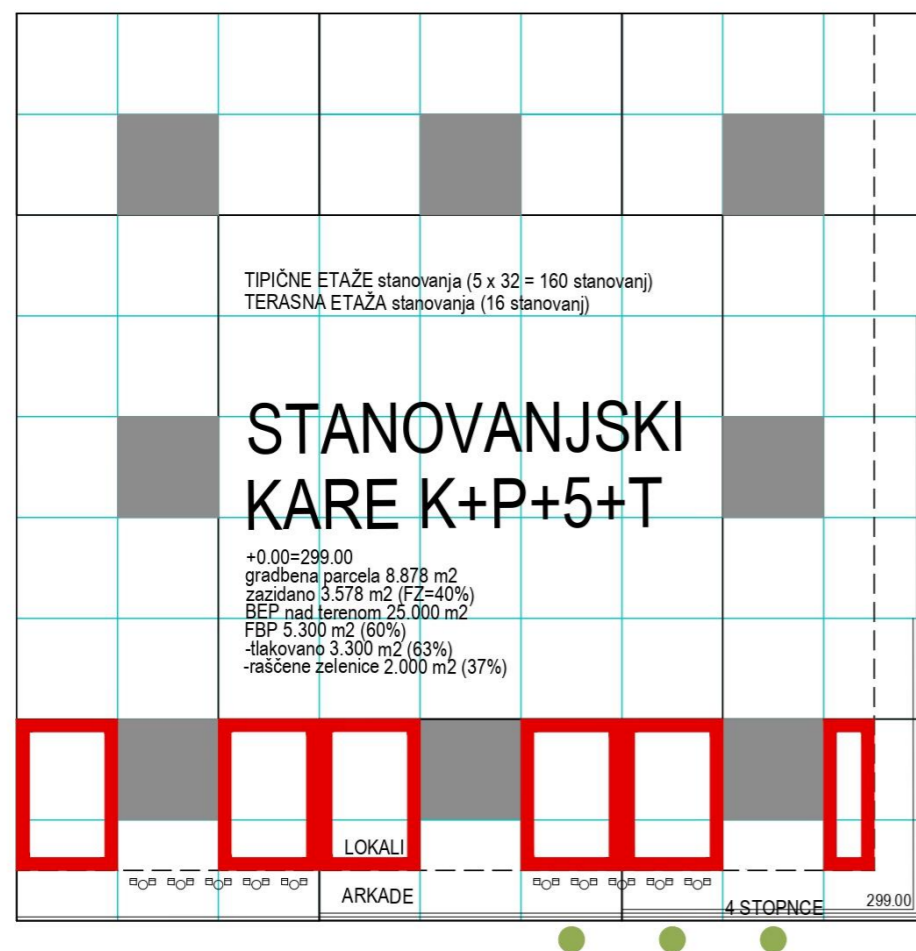 TIPIČNE ETAŽE stanovanja (5 x 32 = 160 stanovanj)
TERASNA ETAŽA stanovanja (16 stanovanj)
STANOVANJSKI
KARE K+P+5+T
+0.00=299.00
gradbena parcela 8.878 m2
zazidano 3.578 m2 (FZ=40%)
BEP nad terenom 25.000 m2
FBP 5.300 m2 (60%)
-tlakovano 3.300 m2 (63%)
-raščene zelenice 2.000 m2 (37%)
LOKALI
ARKADE
4 STOPNCE
299.00